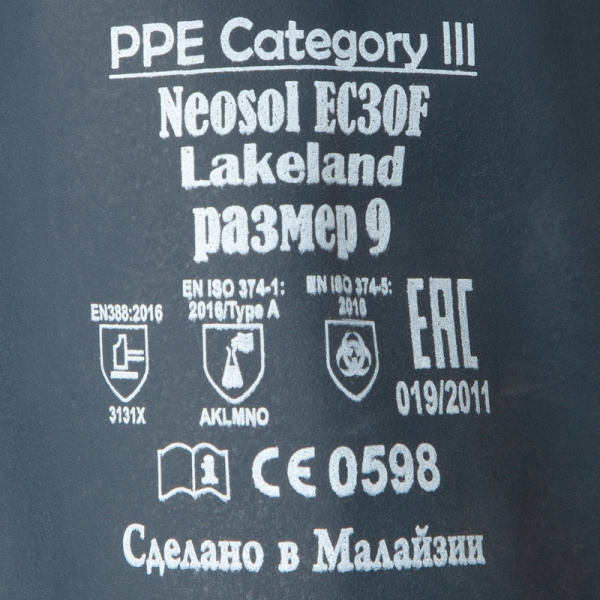 PPE Category III
Neosol EC30F
Lakeland
размер 9
EN388:2016
3131X
EN ISO 374-1:
2016/Type A
AKLMNO
EN ISO 374-5:
2016
EAC
019/2011
i
CE 0598
Сделано в Малайзии